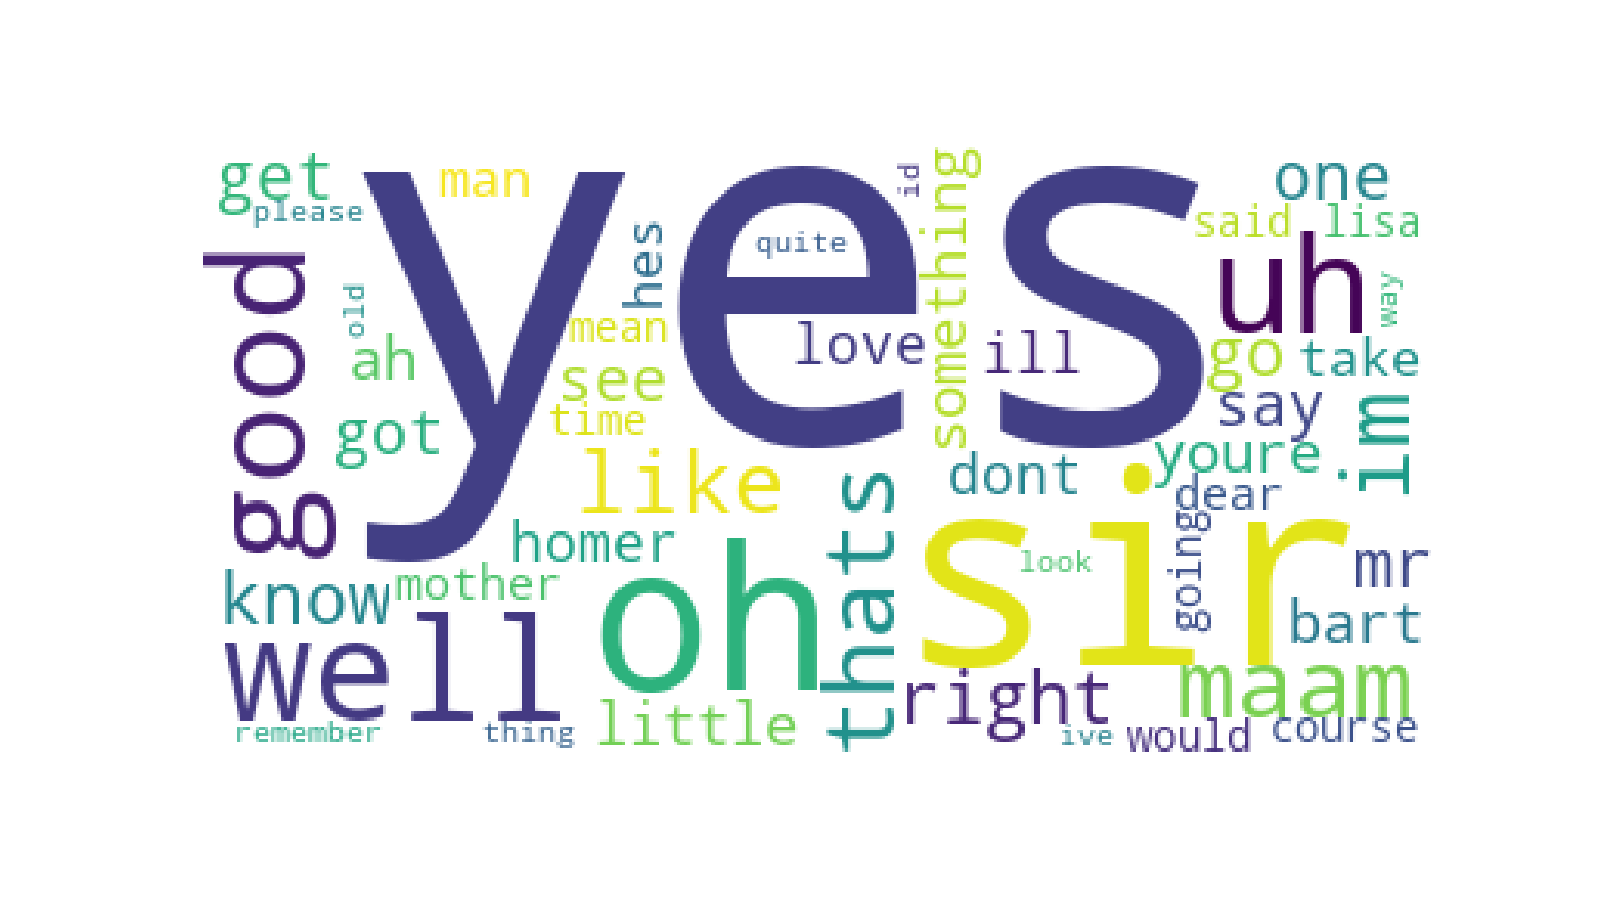 get
man
id
something
one
please
said
lisa
yes
hes
quite
uh
good
old
mean
love
ill
way
ah
see
go
take
time
say
im
got
like
dont
youre
dear
thats
homer
sir
going
look
mr
know
mother
oh
bart
well
right
maam
little
remember
thing
ive
would
course